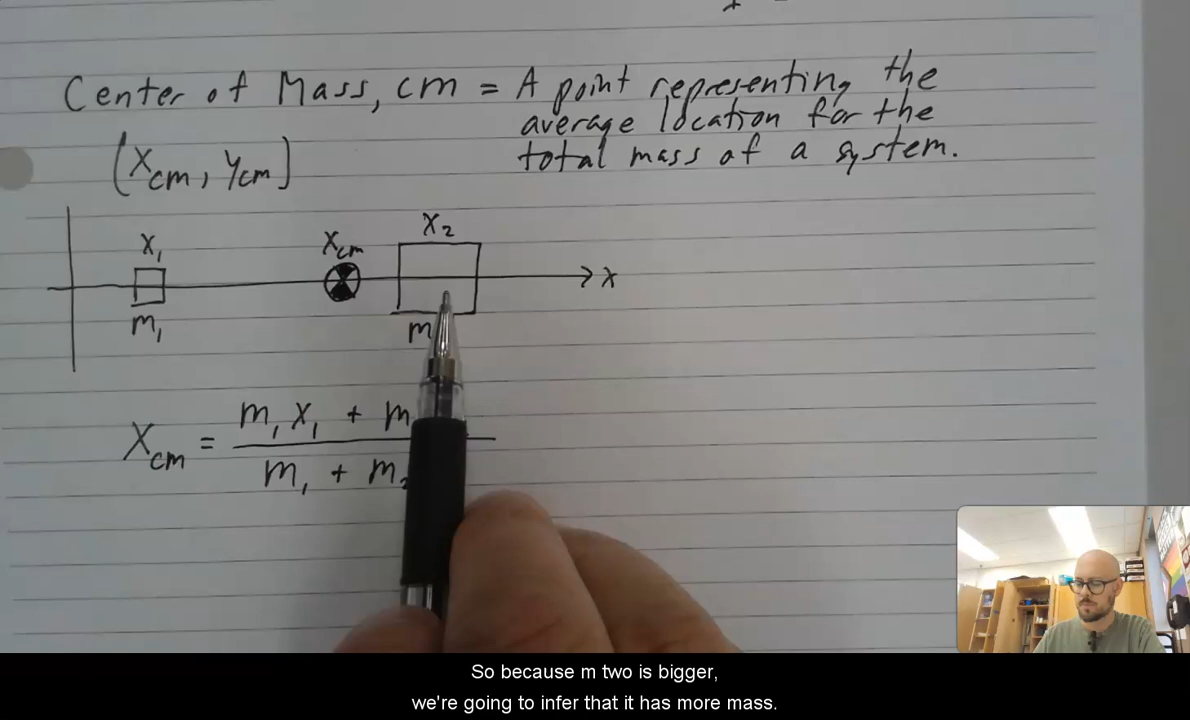 Center of Mass, cm = A point representing the
average location for the
total mass of a system.
(Xcm, Ycm)
X1 Xcm X2
X
m1 m
Xcm = m1 X1 + m
m1 + m2
So because m two is bigger,
we're going to infer that it has more mass.